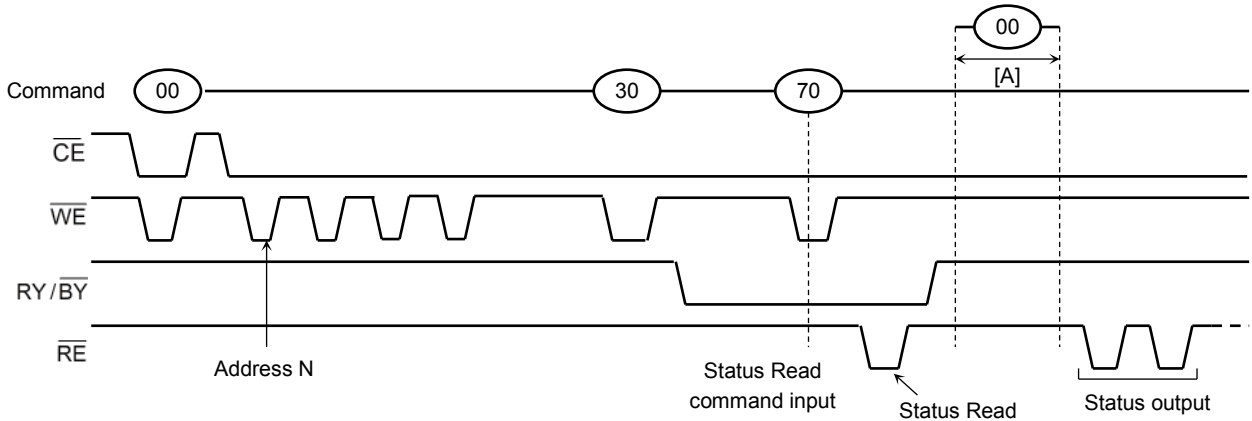 00
[A]
Command 00 30 70
CE
WE
RY/BY
RE
Address N
Status Read
command input
Status Read
Status output